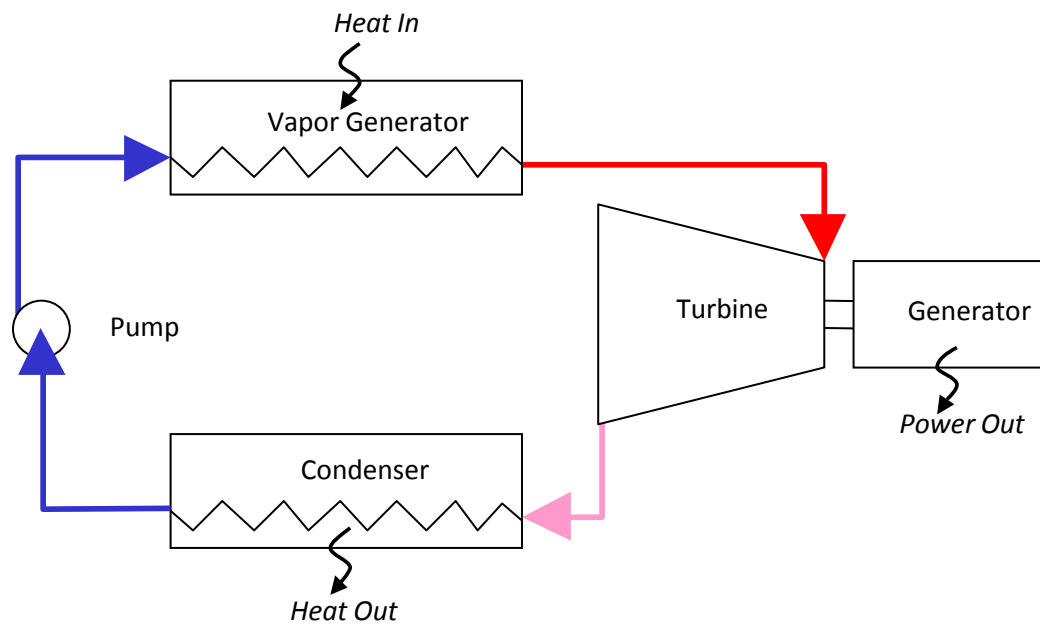 Heat In
Vapor Generator
Turbine
Generator
Pump
Power Out
Condenser
Heat Out